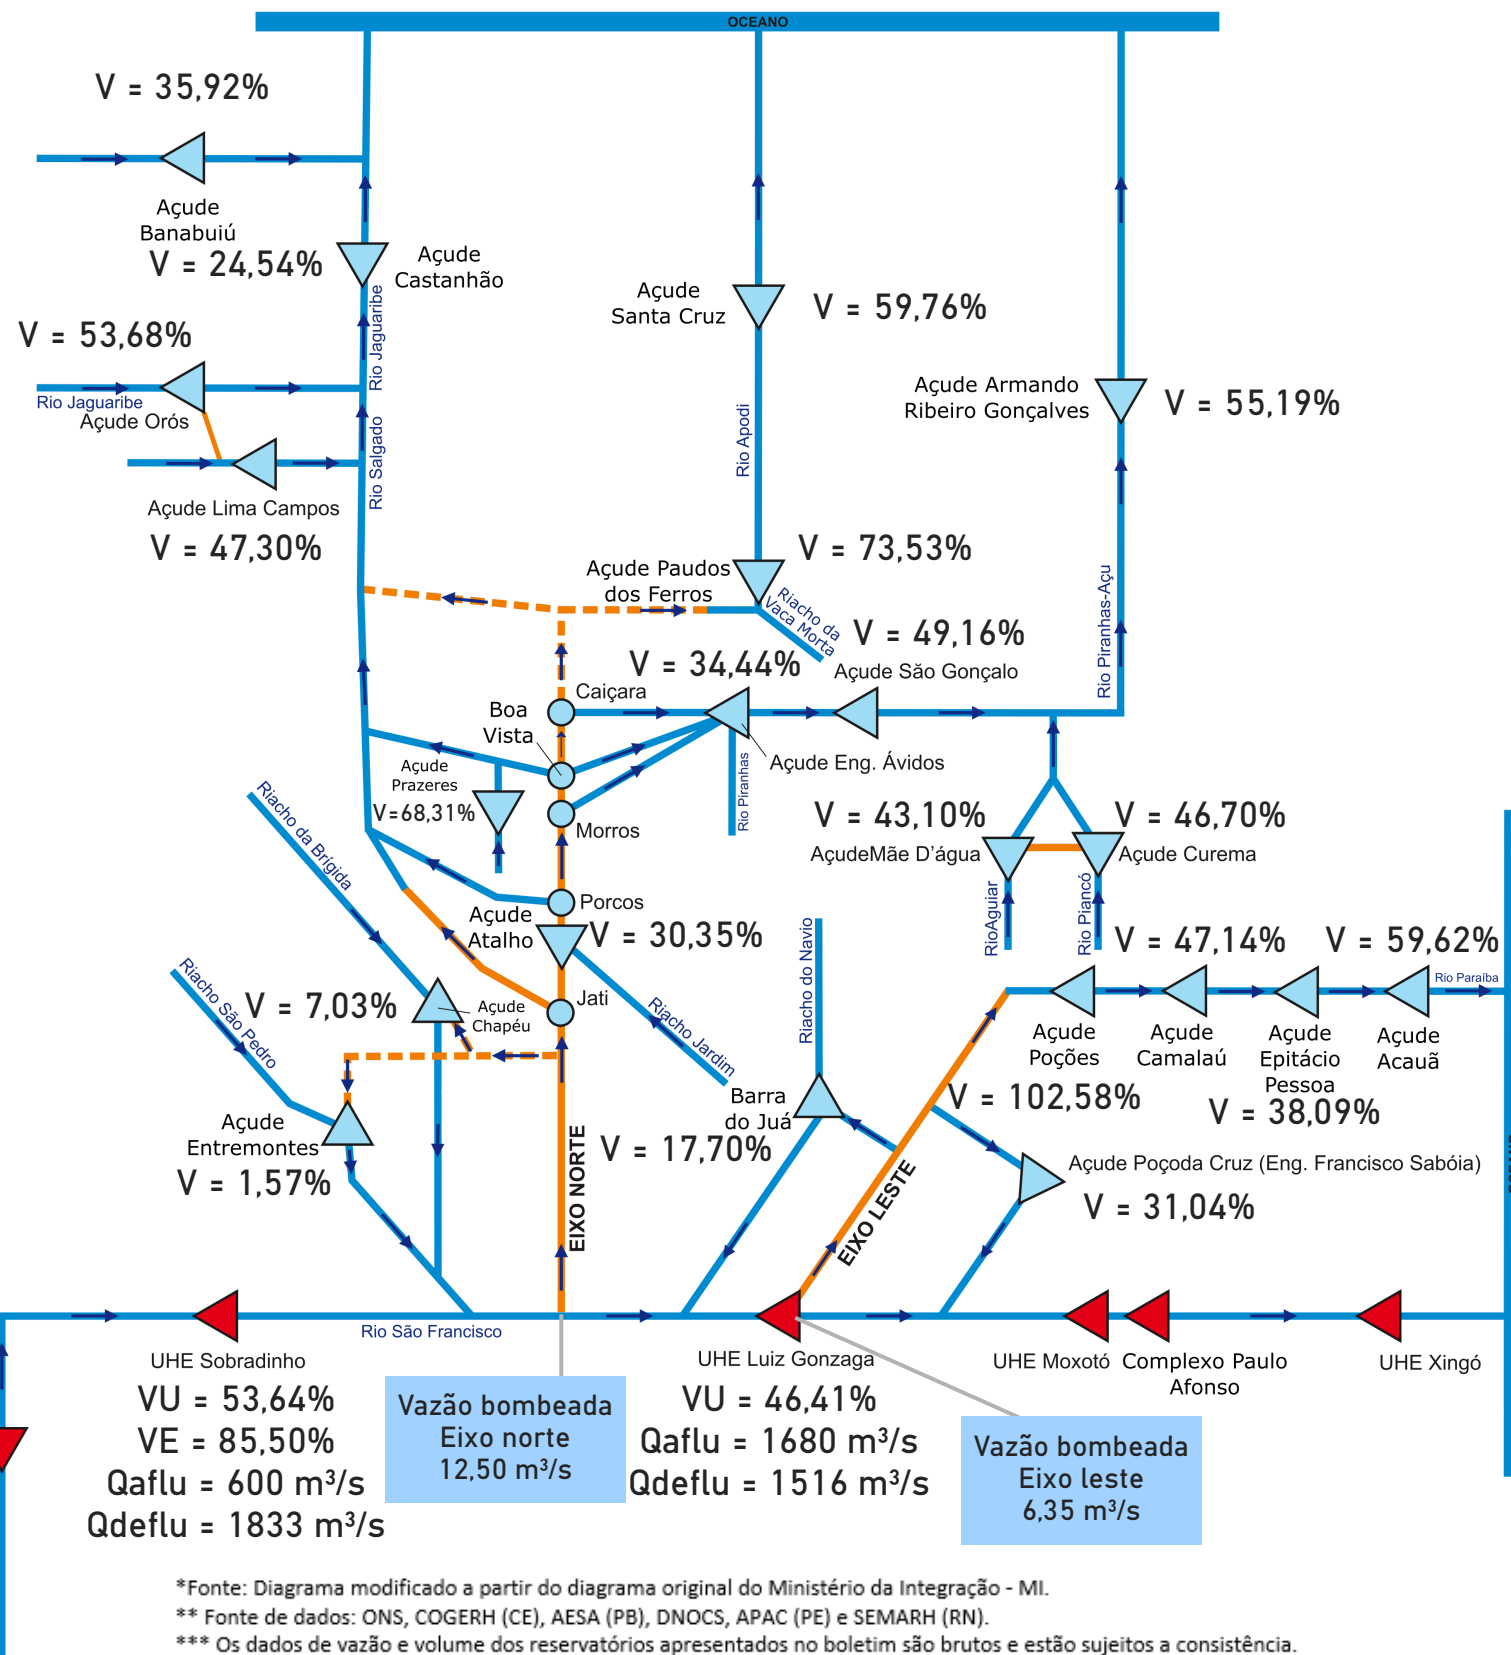 OCEANO
V = 35,92%
Açude
Banabuiú
V = 24,54%
Açude
Castanhão
Rio Jaguaribe
V = 53,68%
Rio Jaguaribe
Açude Orós
Rio Salgado
Açude Lima Campos
V = 47,30%
Açude
Santa Cruz
V = 59,76%
Rio Apodi
Açude Armando
Ribeiro Gonçalves
V = 55,19%
Rio Piranhas-Açu
Açude Paudos
dos Ferros
V = 73,53%
Riacho da
Vaca Morta
V = 49,16%
Açude São Gonçalo
V = 34,44%
Caiçara
Boa
Vista
Açude Eng. Ávidos
Rio Piranhas
Açude
Prazeres
V=68,31%
Morros
Riacho da Brígida
V = 43,10%
AçudeMãe D'água
V = 46,70%
Açude Curema
RioAguiar
Rio Piancó
Porcos
Açude
Atalho
V = 30,35%
Riacho do Navio
V = 47,14%
V = 59,62%
Rio Paraíba
Riacho São Pedro
V = 7,03%
Açude
Chapéu
Jati
Riacho Jardim
Açude
Poções
Açude
Camalaú
Açude
Epitácio
Pessoa
Açude
Acauã
V = 102,58%
V = 38,09%
Barra
do Juá
V = 17,70%
Açude
Entremontes
V = 1,57%
EIXO NORTE
EIXO LESTE
Açude Poçoda Cruz (Eng. Francisco Sabóia)
V = 31,04%
OCEANO
Rio São Francisco
UHE Sobradinho
VU = 53,64%
VE = 85,50%
Qaflu = 600 m³/s
Qdeflu = 1833 m³/s
Vazão bombeada
Eixo norte
12,50 m³/s
UHE Luiz Gonzaga
VU = 46,41%
Qaflu = 1680 m³/s
Qdeflu = 1516 m³/s
Vazão bombeada
Eixo leste
6,35 m³/s
UHE Moxotó
Complexo Paulo
Afonso
UHE Xingó
*Fonte: Diagrama modificado a partir do diagrama original do Ministério da Integração - MI.
** Fonte de dados: ONS, COGERH (CE), AESA (PB), DNOCS, APAC (PE) e SEMARH (RN).
*** Os dados de vazão e volume dos reservatórios apresentados no boletim são brutos e estão sujeitos a consistência.